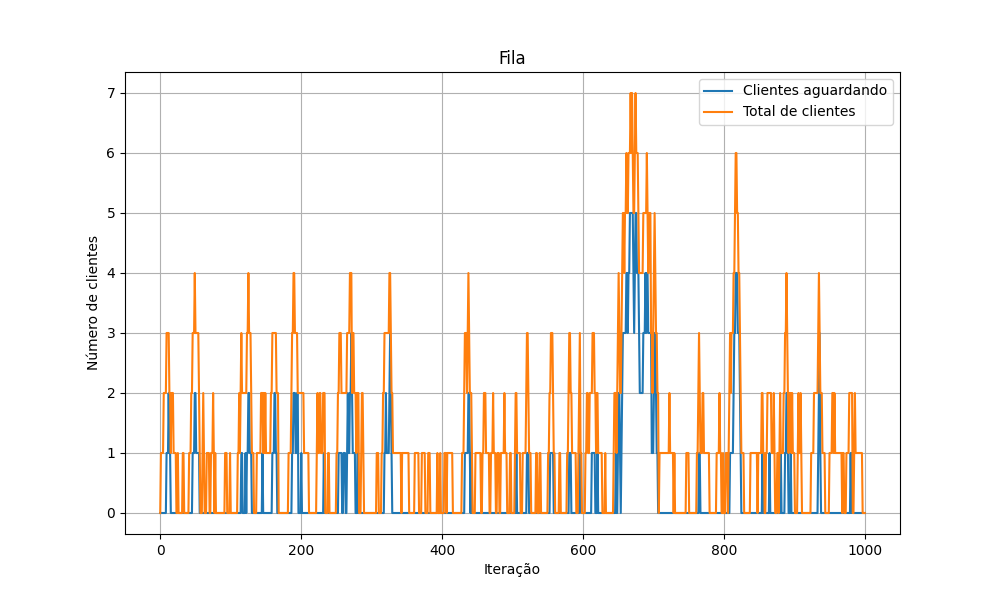 Fila
Clientes aguardando
Total de clientes
Número de clientes
7
6
5
4
3
2
1
0
0 200 400 600 800 1000
Iteração